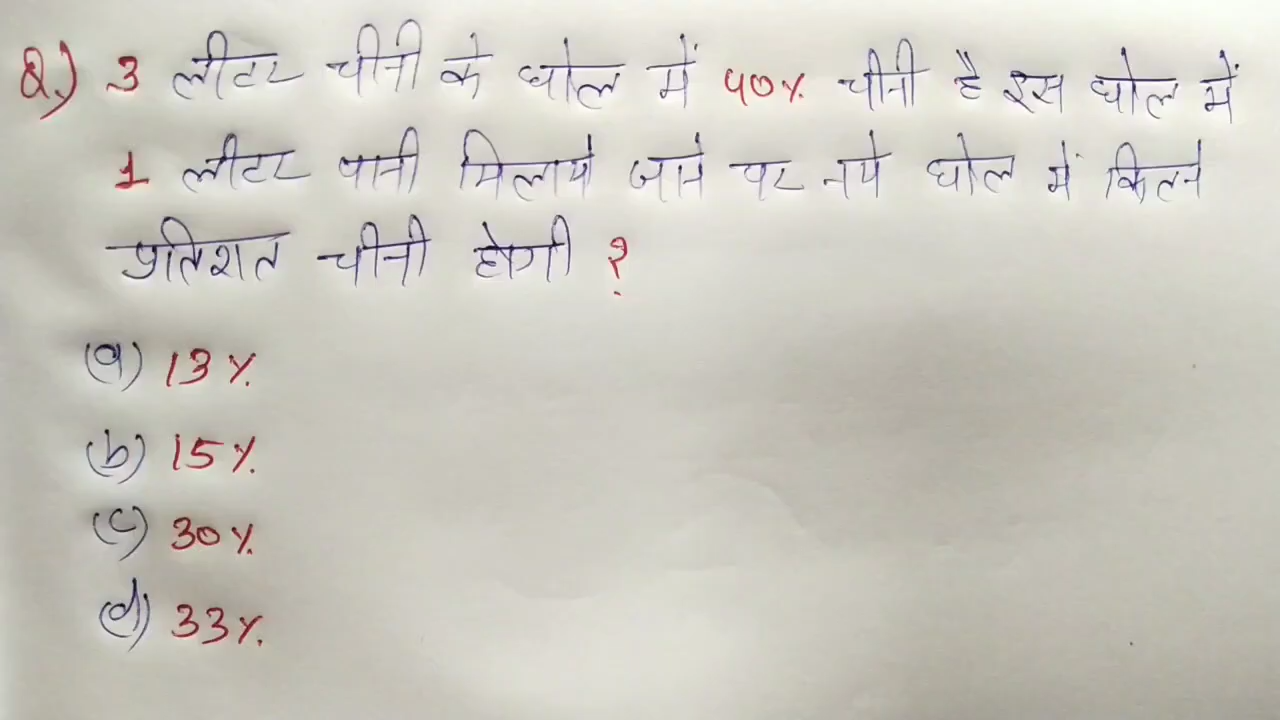 Q.) 3 लीटर चीनी के घोल में 40% चीनी है इस घोल में
1 लीटर पानी मिलाये जाने पर नये घोल में कितने
प्रतिशत चीनी होगी ?
(a) 13%
(b) 15%
(c) 30%
(d) 33%